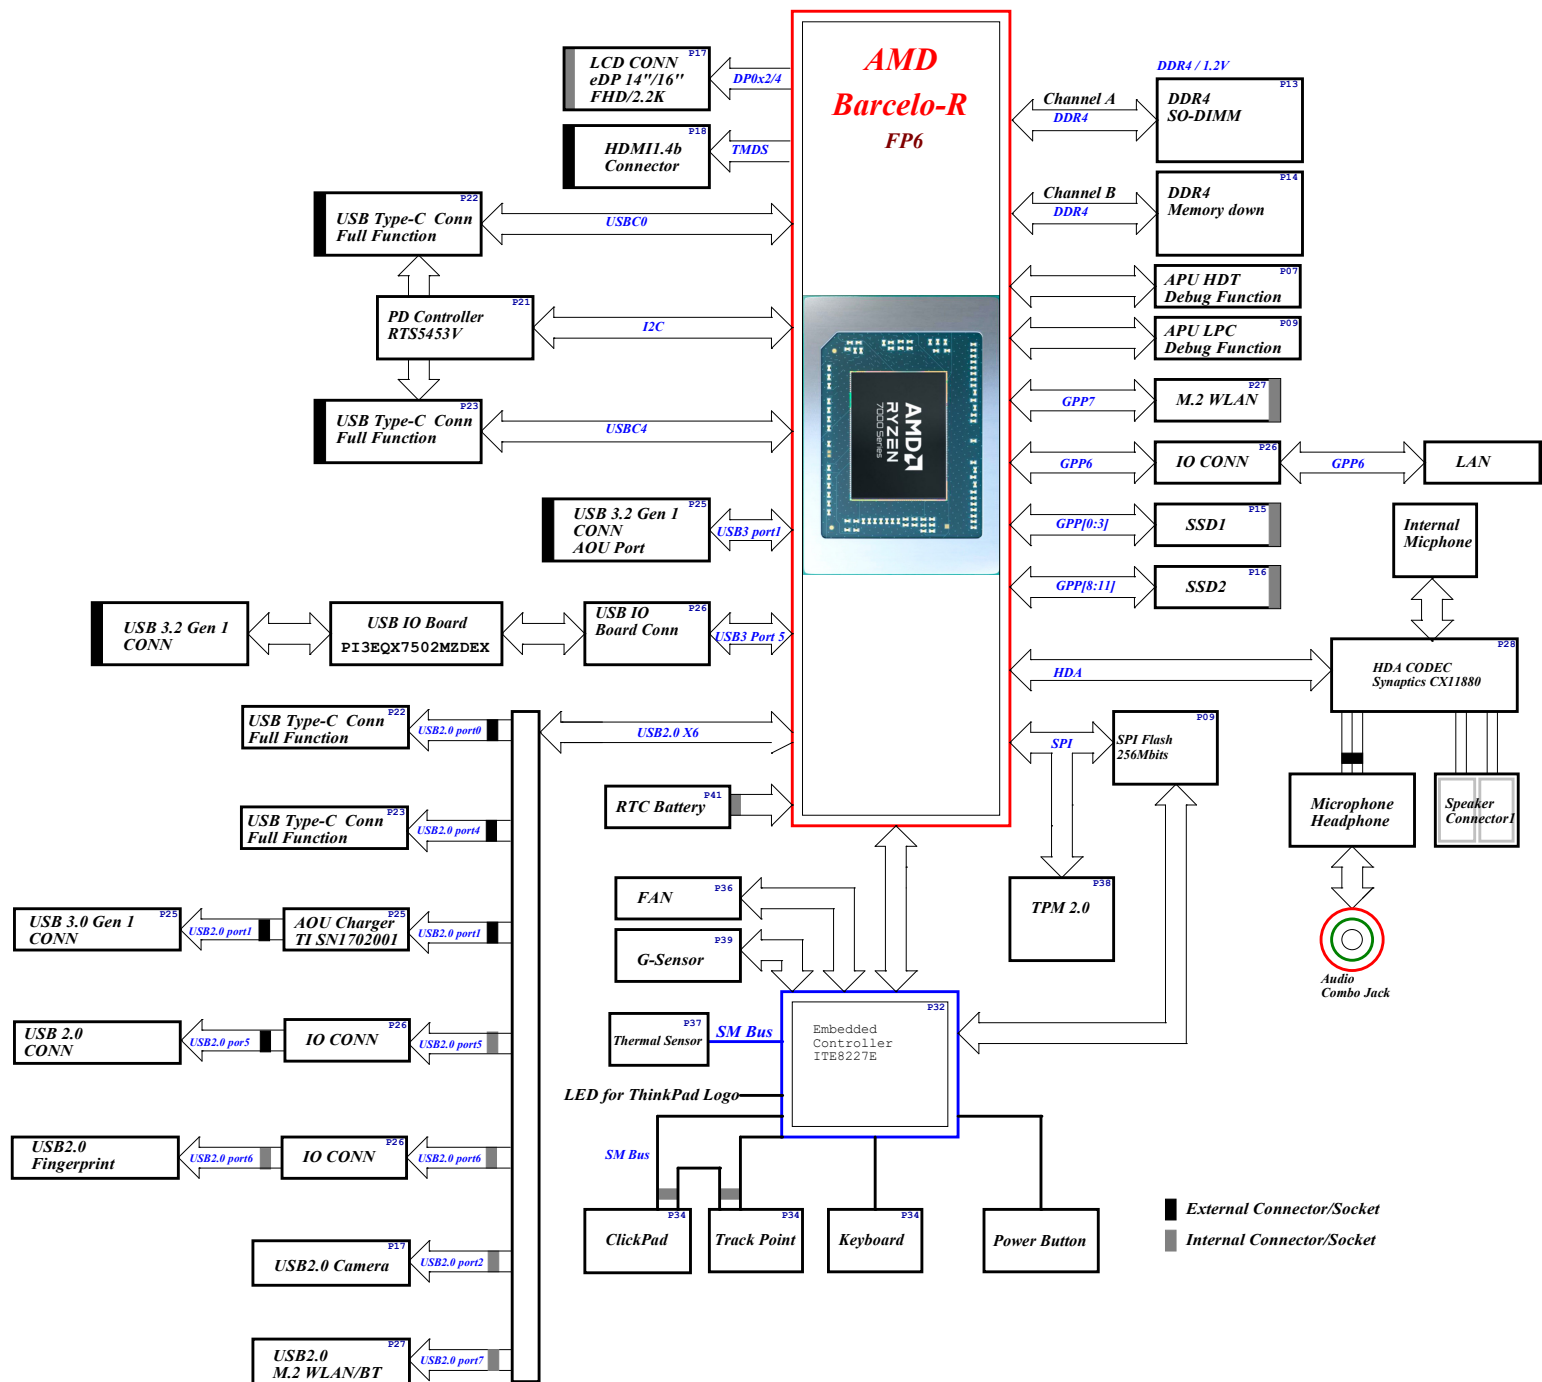 AMD
Barcelo-R
FP6
AMD
RYZEN
7000 Series
P17
LCD CONN
eDP 14"/16"
FHD/2.2K
DP0x2/4
P18
HDMI1.4b
Connector
TMDS
P22
USB Type-C Conn
Full Function
USBC0
P21
PD Controller
RTS5453V
I2C
P23
USB Type-C Conn
Full Function
USBC4
P25
USB 3.2 Gen 1
CONN
AOU Port
USB3 port1
USB 3.2 Gen 1
CONN
USB IO Board
PI3EQX7502MZDEX
P26
USB IO
Board Conn
USB3 Port 5
USB2.0 X6
P22
USB Type-C Conn
Full Function
USB2.0 port0
P41
RTC Battery
P23
USB Type-C Conn
Full Function
USB2.0 port4
P25
USB 3.0 Gen 1
CONN
USB2.0 port1
P25
AOU Charger
TI SN1702001
USB2.0 port1
USB 2.0
CONN
USB2.0 por5
P26
IO CONN
USB2.0 port5
USB2.0
Fingerprint
USB2.0 port6
P26
IO CONN
USB2.0 port6
P17
USB2.0 Camera
USB2.0 port2
P27
USB2.0
M.2 WLAN/BT
USB2.0 port7
DDR4 / 1.2V
Channel A
DDR4
P13
DDR4
SO-DIMM
Channel B
DDR4
P14
DDR4
Memory down
P07
APU HDT
Debug Function
P09
APU LPC
Debug Function
GPP7
P27
M.2 WLAN
GPP6
P26
IO CONN
GPP6
LAN
GPP[0:3]
P15
SSD1
GPP[8:11]
P16
SSD2
Internal
Micphone
HDA
P28
HDA CODEC
Synaptics CX11880
SPI
P09
SPI Flash
256Mbits
Microphone
Headphone
Speaker
Connector1
Audio
Combo Jack
P38
TPM 2.0
P36
FAN
P39
G-Sensor
P37
Thermal Sensor
SM Bus
P32
Embedded
Controller
ITE8227E
LED for ThinkPad Logo
SM Bus
P34
ClickPad
P34
Track Point
P34
Keyboard
Power Button
External Connector/Socket
Internal Connector/Socket